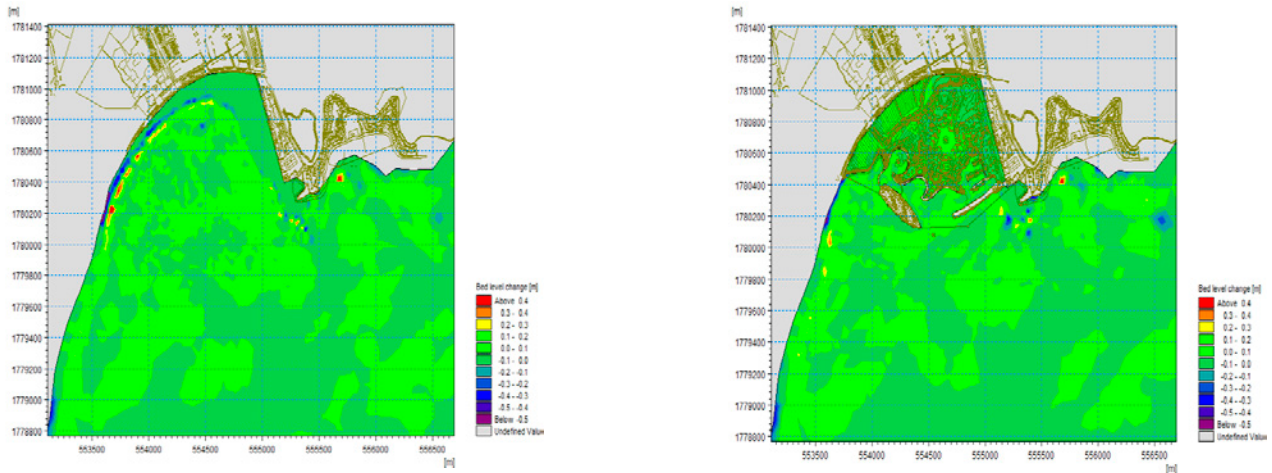 [m]
1781400
1781200
1781000
1780800
1780600
1780400
1780200
1780000
1779800
1779600
1779400
1779200
1779000
1778800
553500
554000
554500
555000
555500
556000
556500
[m]
Bed level change [m]
Above 0.4
0.3 - 0.4
0.2 - 0.3
0.1 - 0.2
0.0 - 0.1
-0.1 - 0.0
-0.2 - -0.1
-0.3 - -0.2
-0.4 - -0.3
-0.5 - -0.4
Below -0.5
Undefined Value
[m]
1781400
1781200
1781000
1780800
1780600
1780400
1780200
1780000
1779800
1779600
1779400
1779200
1779000
1778800
553500
554000
554500
555000
555500
556000
556500
[m]
Bed level change [m]
Above 0.4
0.3 - 0.4
0.2 - 0.3
0.1 - 0.2
0.0 - 0.1
-0.1 - 0.0
-0.2 - -0.1
-0.3 - -0.2
-0.4 - -0.3
-0.5 - -0.4
Below -0.5
Undefined Value